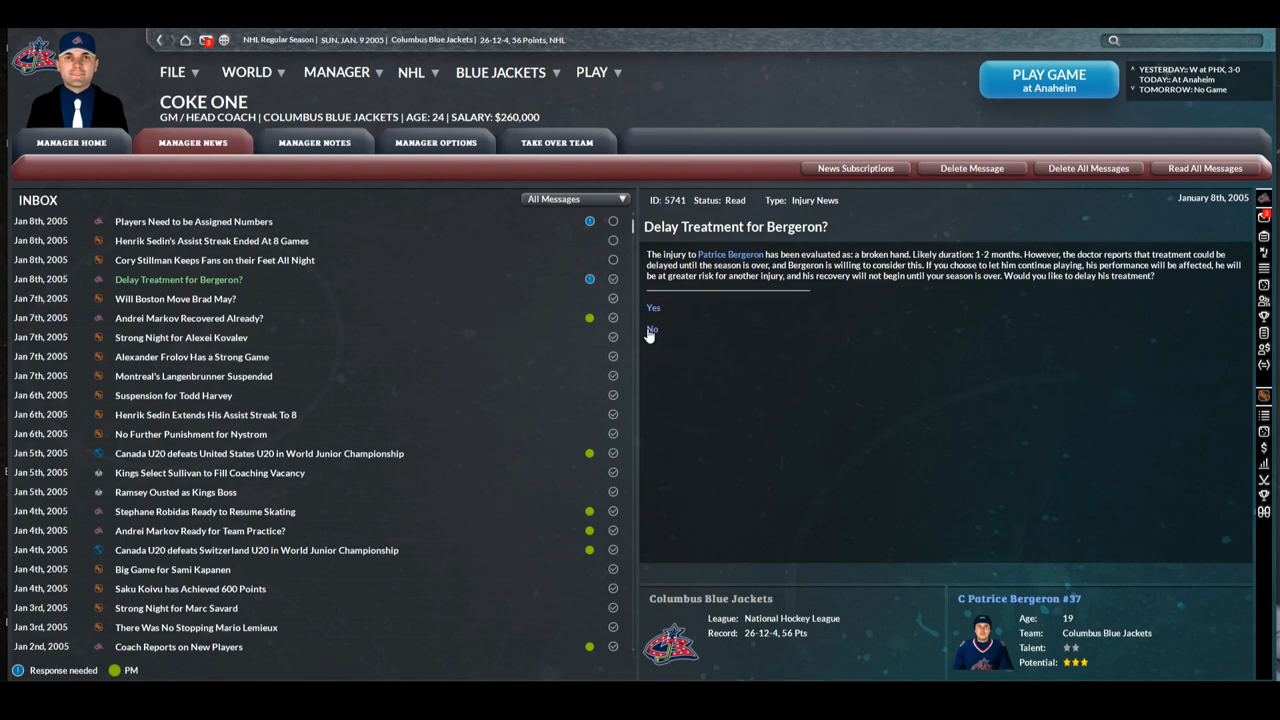 NHL Regular Season | SUN. JAN. 9 2005 | Columbus Blue Jackets | 26-12-4, 56 Points, NHL
FILE WORLD MANAGER NHL BLUE JACKETS PLAY
PLAY GAME
at Anaheim
YESTERDAY:: W at PHX, 3-0
TODAY:: At Anaheim
TOMORROW: No Game
COKE ONE
GM / HEAD COACH | COLUMBUS BLUE JACKETS | AGE: 24 | SALARY: $260,000
MANAGER HOME MANAGER NEWS MANAGER NOTES MANAGER OPTIONS TAKE OVER TEAM
News Subscriptions Delete Message Delete All Messages Read All Messages
INBOX All Messages
Jan 8th, 2005 Players Need to be Assigned Numbers
Jan 8th, 2005 Henrik Sedin's Assist Streak Ended At 8 Games
Jan 8th, 2005 Cory Stillman Keeps Fans on their Feet All Night
Jan 8th, 2005 Delay Treatment for Bergeron?
Jan 7th, 2005 Will Boston Move Brad May?
Jan 7th, 2005 Andrei Markov Recovered Already?
Jan 7th, 2005 Strong Night for Alexei Kovalev
Jan 7th, 2005 Alexander Frolov Has a Strong Game
Jan 7th, 2005 Montreal's Langenbrunner Suspended
Jan 6th, 2005 Suspension for Todd Harvey
Jan 6th, 2005 Henrik Sedin Extends His Assist Streak To 8
Jan 6th, 2005 No Further Punishment for Nystrom
Jan 5th, 2005 Canada U20 defeats United States U20 in World Junior Championship
Jan 5th, 2005 Kings Select Sullivan to Fill Coaching Vacancy
Jan 5th, 2005 Ramsey Ousted as Kings Boss
Jan 4th, 2005 Stephane Robidas Ready to Resume Skating
Jan 4th, 2005 Andrei Markov Ready for Team Practice?
Jan 4th, 2005 Canada U20 defeats Switzerland U20 in World Junior Championship
Jan 4th, 2005 Big Game for Sami Kapanen
Jan 4th, 2005 Saku Koivu has Achieved 600 Points
Jan 3rd, 2005 Strong Night for Marc Savard
Jan 3rd, 2005 There Was No Stopping Mario Lemieux
Jan 2nd, 2005 Coach Reports on New Players
Response needed PM
ID: 5741 Status: Read Type: Injury News January 8th, 2005
Delay Treatment for Bergeron?
The injury to Patrice Bergeron has been evaluated as: a broken hand. Likely duration: 1-2 months. However, the doctor reports that treatment could be
delayed until the season is over, and Bergeron is willing to consider this. If you choose to let him continue playing, his performance will be affected, he will
be at greater risk for another injury, and his recovery will not begin until your season is over. Would you like to delay his treatment?
Yes
No
Columbus Blue Jackets
League: National Hockey League
Record: 26-12-4, 56 Pts
C Patrice Bergeron #37
Age: 19
Team: Columbus Blue Jackets
Talent:
Potential: